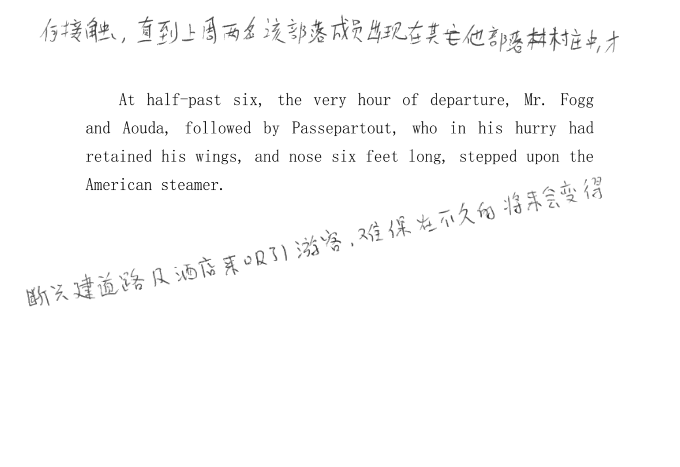 何接触，直到上周两名该部落成员出现在其它他部落村庄中，才
At half-past six, the very hour of departure, Mr. Fogg
and Aouda, followed by Passepartout, who in his hurry had
retained his wings, and nose six feet long, stepped upon the
American steamer.
断兴建道路及酒店来吸引游客，难保在不久的将来会变得